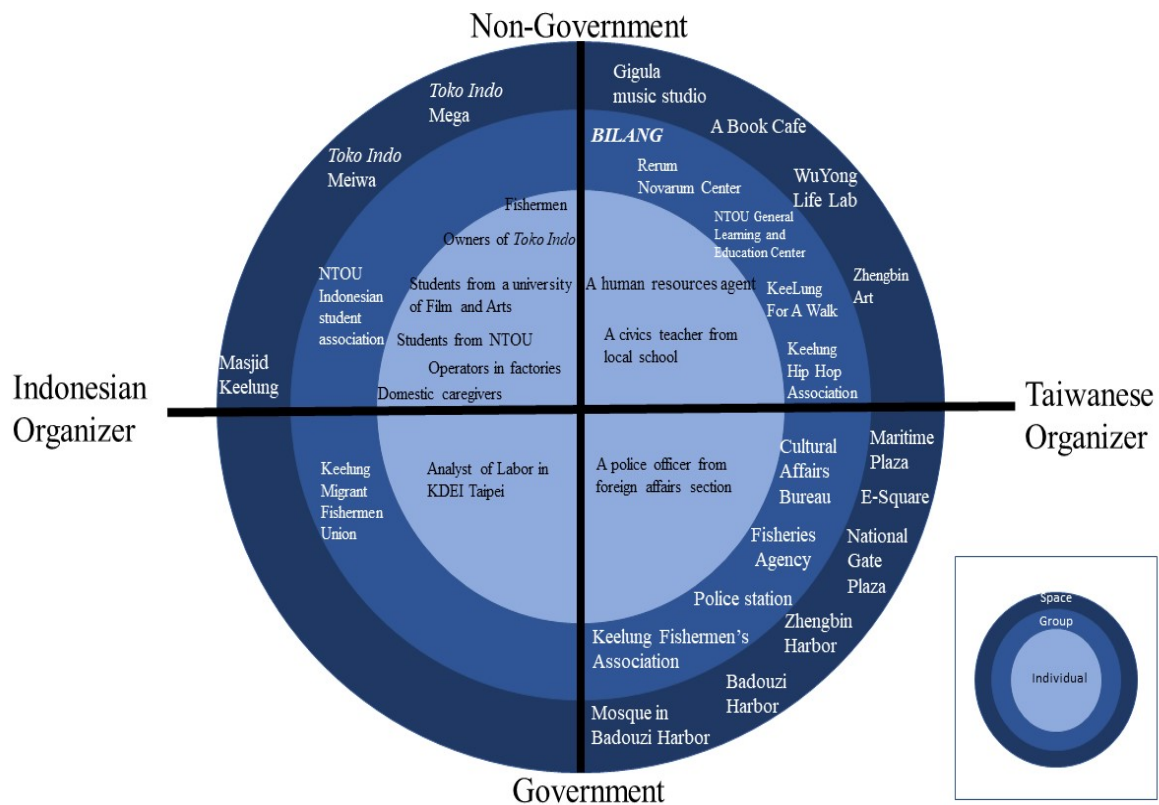 Non-Government
Toko Indo
Mega
Toko Indo
Meiwa
Masjid
Keelung
NTOU
Indonesian
student
association
Fishermen
Owners of Toko Indo
Students from a university
of Film and Arts
Students from NTOU
Operators in factories
Domestic caregivers
Gigula
music studio
A Book Cafe
WuYong
Life Lab
Zhengbin
Art
BILANG
Rerum
Novarum Center
NTOU General
Learning and
Education Center
KeeLung
For A Walk
Keelung
Hip Hop
Association
A human resources agent
A civics teacher from
local school
Indonesian
Organizer
Taiwanese
Organizer
Keelung
Migrant
Fishermen
Union
Analyst of Labor in
KDEI Taipei
A police officer from
foreign affairs section
Cultural
Affairs
Bureau
Fisheries
Agency
Police station
Keelung Fishermen's
Association
Maritime
Plaza
E-Square
National
Gate
Plaza
Zhengbin
Harbor
Badouzi
Harbor
Mosque in
Badouzi Harbor
Government
Space
Group
Individual